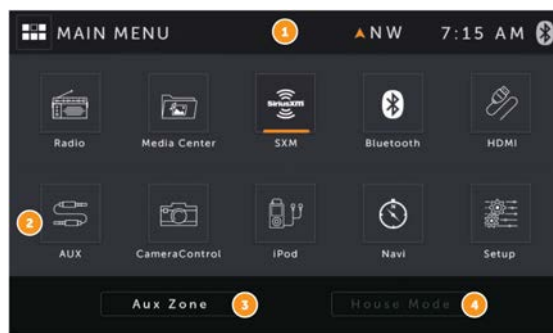 MAIN MENU 1 NW 7:15 AM
SiriusXM
Radio Media Center SXM Bluetooth HDMI
2
AUX CameraControl iPod Navi Setup
Aux Zone 3 House Mode 4